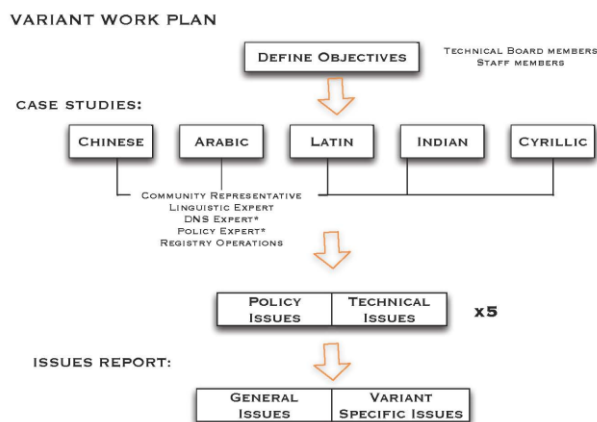 VARIANT WORK PLAN
DEFINE OBJECTIVES
TECHNICAL BOARD MEMBERS
STAFF MEMBERS
CASE STUDIES:
CHINESE
ARABIC
LATIN
INDIAN
CYRILLIC
COMMUNITY REPRESENTATIVE
LINGUISTIC EXPERT
DNS EXPERT*
POLICY EXPERT*
REGISTRY OPERATIONS
POLICY
ISSUES
TECHNICAL
ISSUES
x5
ISSUES REPORT:
GENERAL
ISSUES
VARIANT
SPECIFIC ISSUES